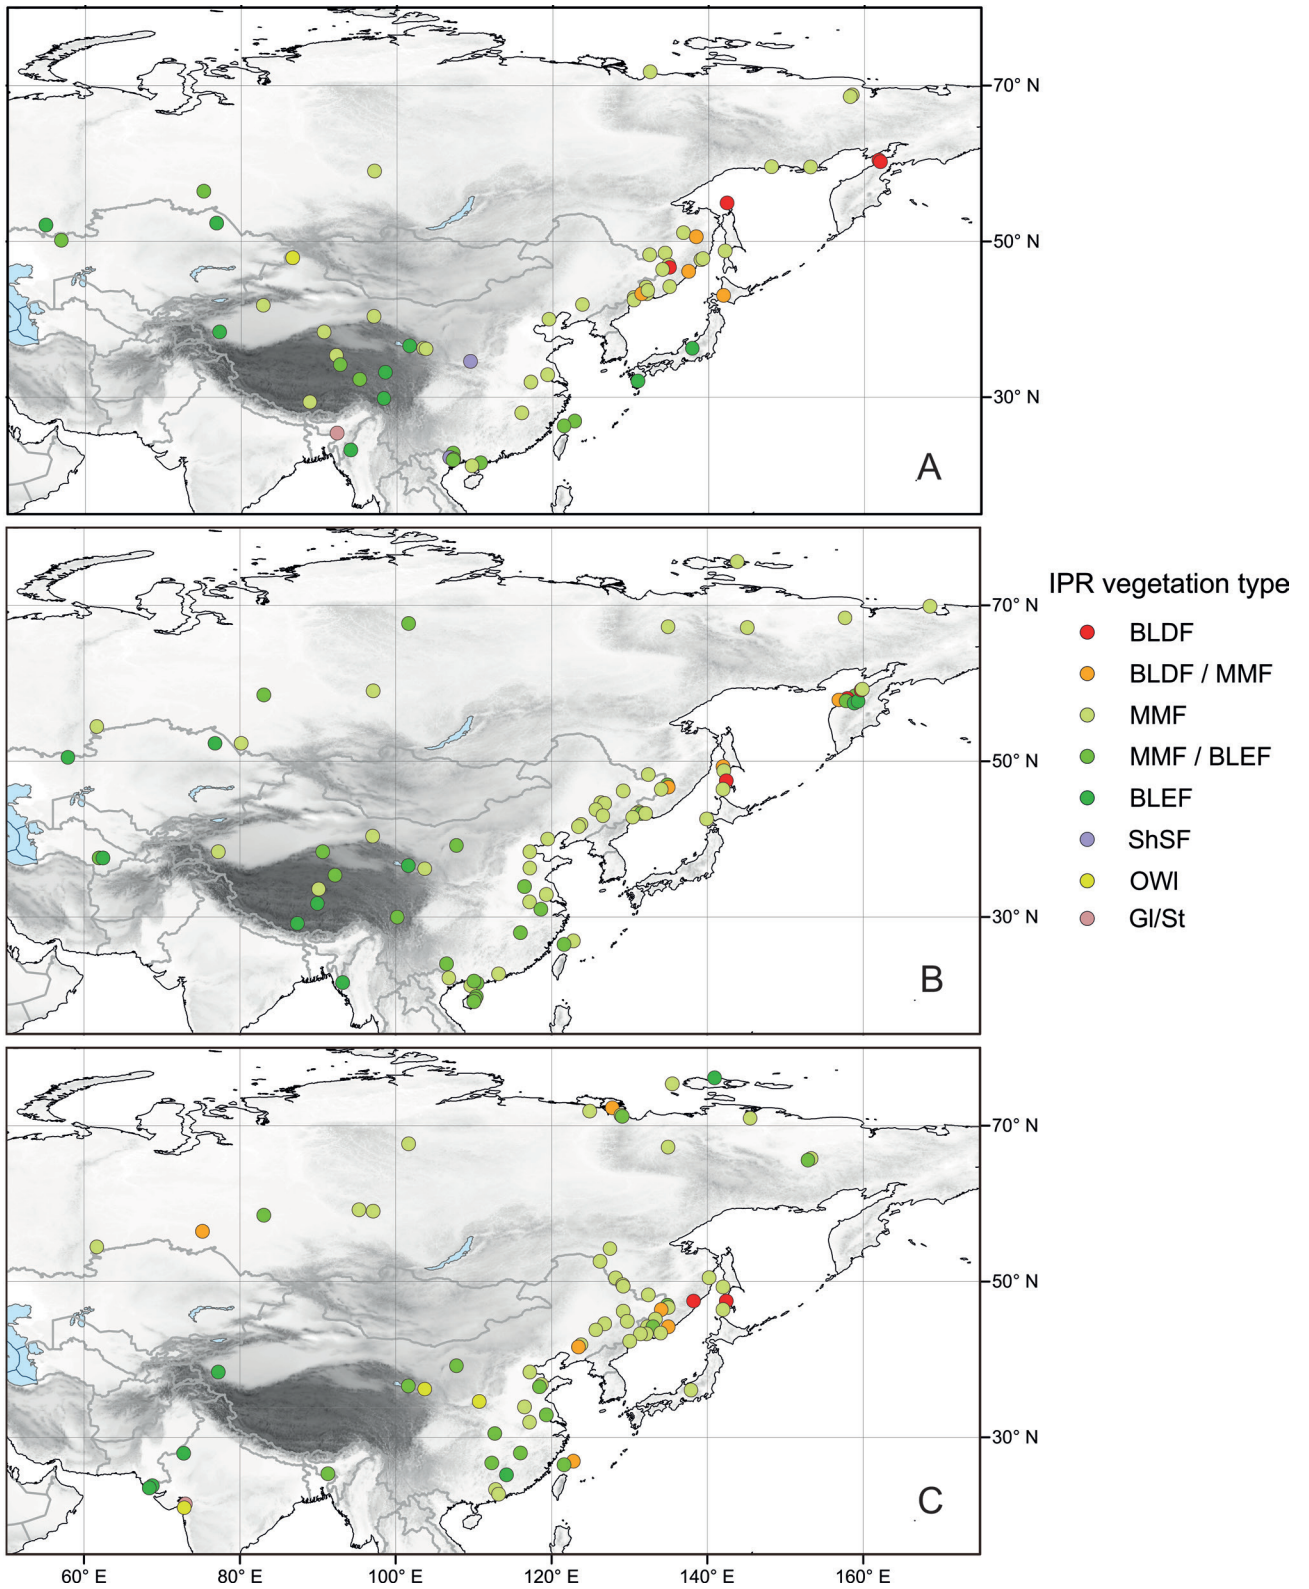 70° N
50° N
30° N
A
70° N
50° N
30° N
B
IPR vegetation type
BLDF
BLDF / MMF
MMF
MMF / BLEF
BLEF
ShSF
OWl
Gl/St
70° N
50° N
30° N
C
60° E
80° E
100° E
120° E
140° E
160° E